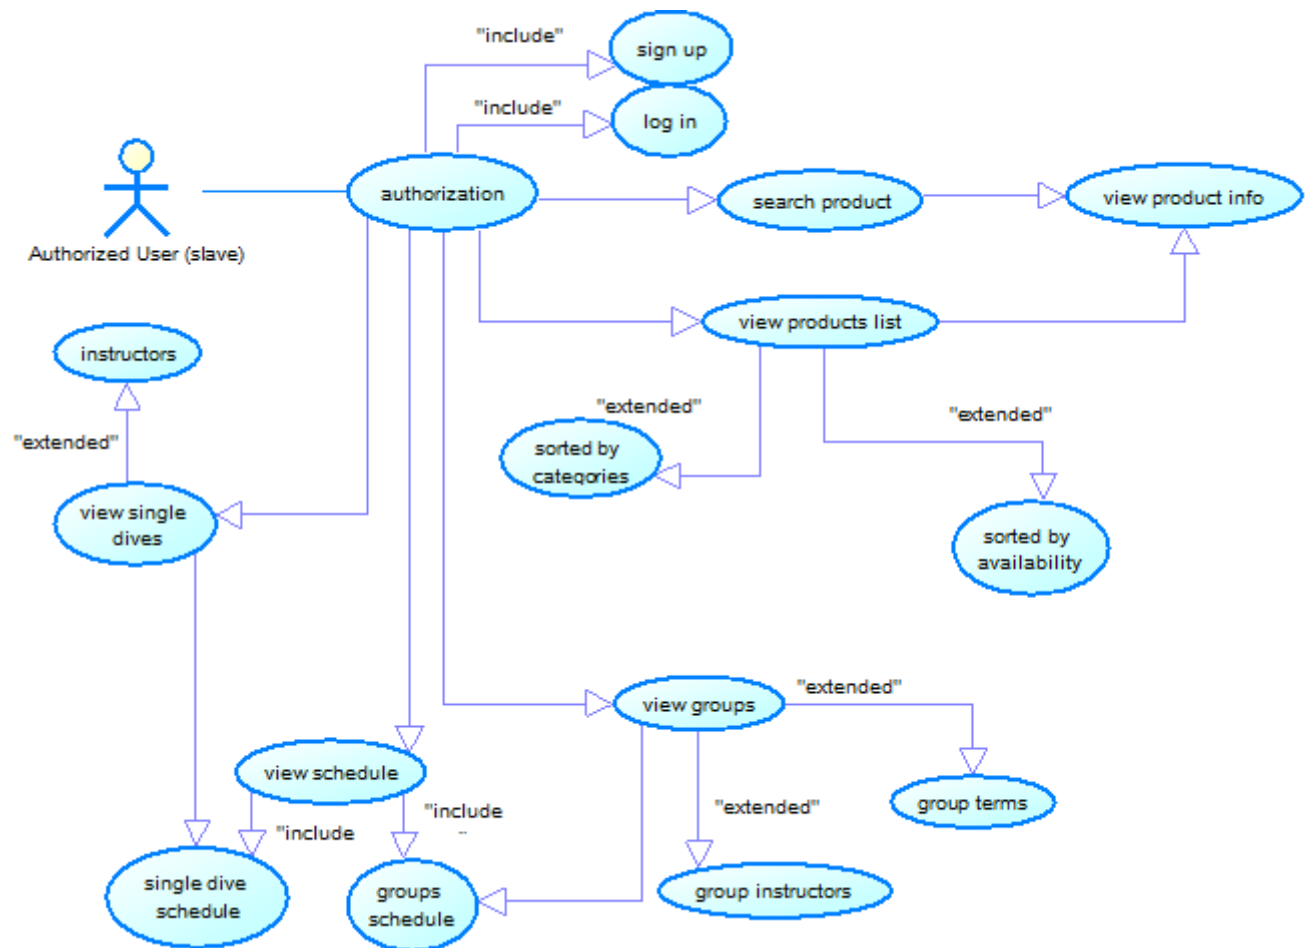 "include"
sign up
"include"
log in
authorization
search product
view product info
Authorized User (slave)
view products list
instructors
"extended"
"extended"
"extended"
sorted by
categories
view single
dives
sorted by
availability
view groups
"extended"
view schedule
"include
"include
"extended"
group terms
single dive
schedule
groups
schedule
group instructors